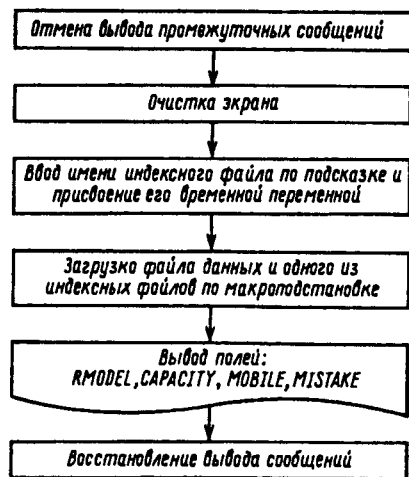 Отмена вывода промежуточных сообщений
Очистка экрана
Ввод имени индексного файла по подсказке и
присвоение его временной переменной
Загрузко файла данных и одного из
индексных файлов по макроподстановке
Вывод полей:
RMODEL,CAPACITY, MOBILE,MISTAKE
Восстановление вывода сообщений